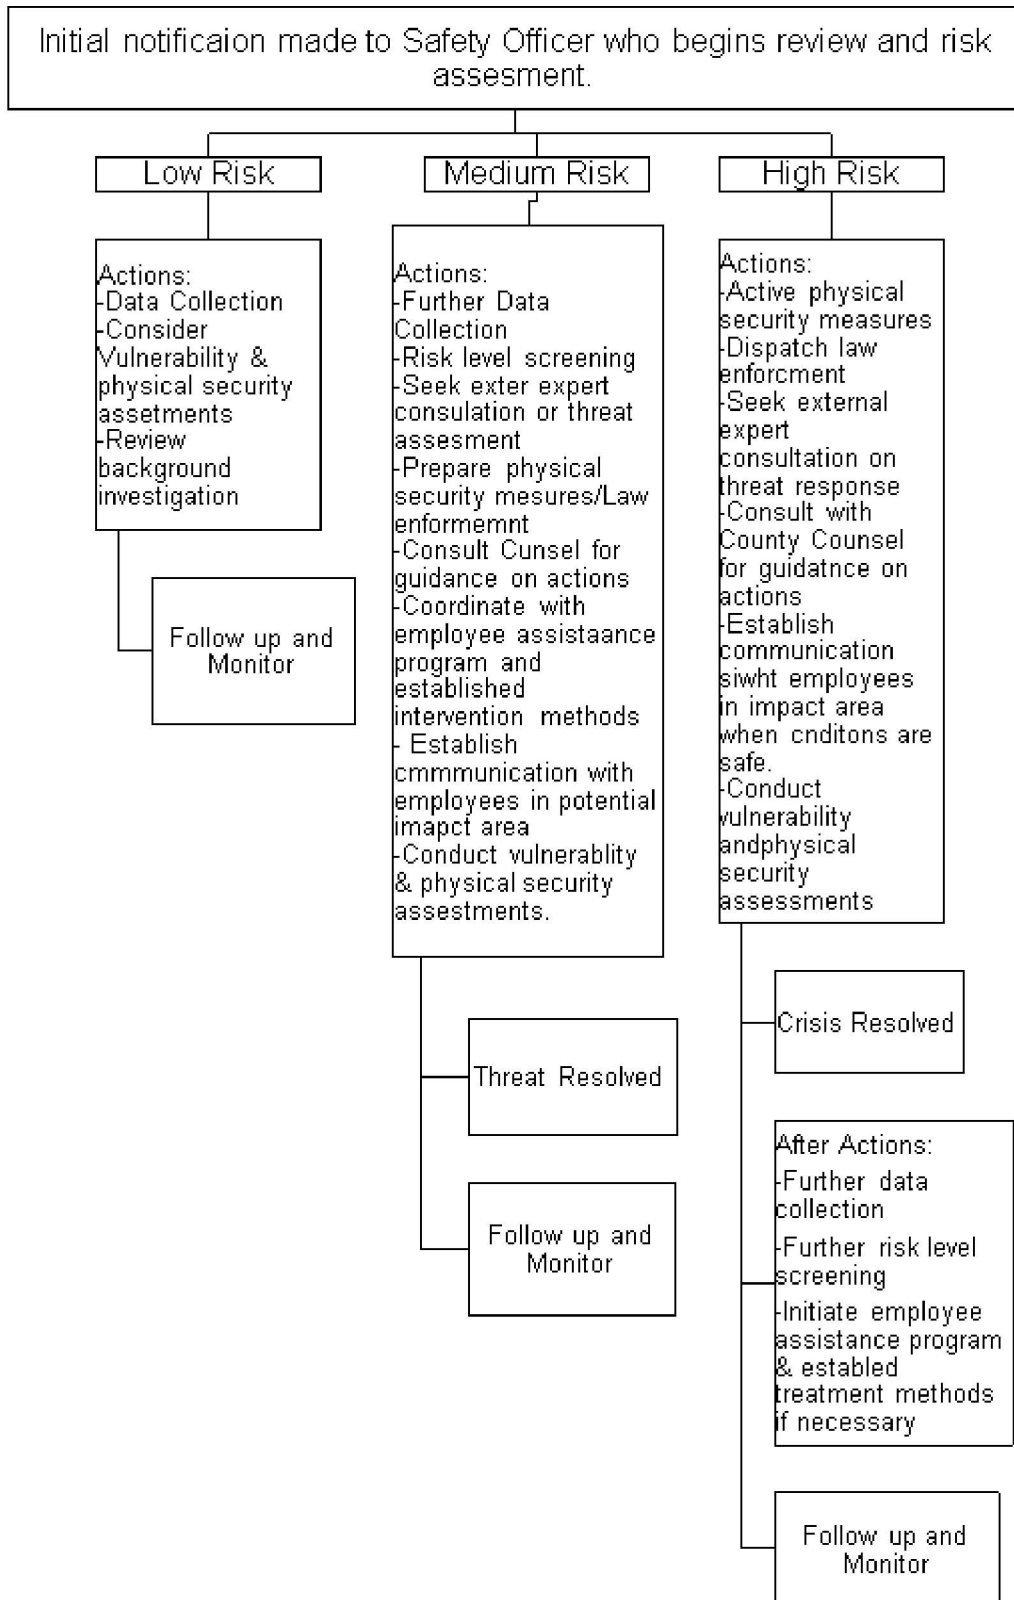 Initial notificaion made to Safety Officer who begins review and risk
assesment.
Low Risk
Medium Risk
High Risk
Actions:
-Data Collection
-Consider
Vulnerability &
physical security
assetments
-Review
background
investigation
Follow up and
Monitor
Actions:
-Further Data
Collection
-Risk level screening
-Seek exter expert
consulation or threat
assesment
-Prepare physical
security mesures/Law
enformemnt
-Consult Cunsel for
guidance on actions
-Coordinate with
employee assistaance
program and
established
intervention methods
- Establish
cmmmunication with
employees in potential
imapct area
-Conduct vulnerablity
& physical security
assestments.
Threat Resolved
Follow up and
Monitor
Actions:
-Active physical
security measures
-Dispatch law
enforcment
-Seek external
expert
consultation on
threat response
-Consult with
County Counsel
for guidatnce on
actions
-Establish
communication
siwht employees
in impact area
when cnditons are
safe.
-Conduct
vulnerability
andphysical
security
assessments
Crisis Resolved
After Actions:
-Further data
collection
-Further risk level
screening
-Initiate employee
assistance program
& establed
treatment methods
if necessary
Follow up and
Monitor